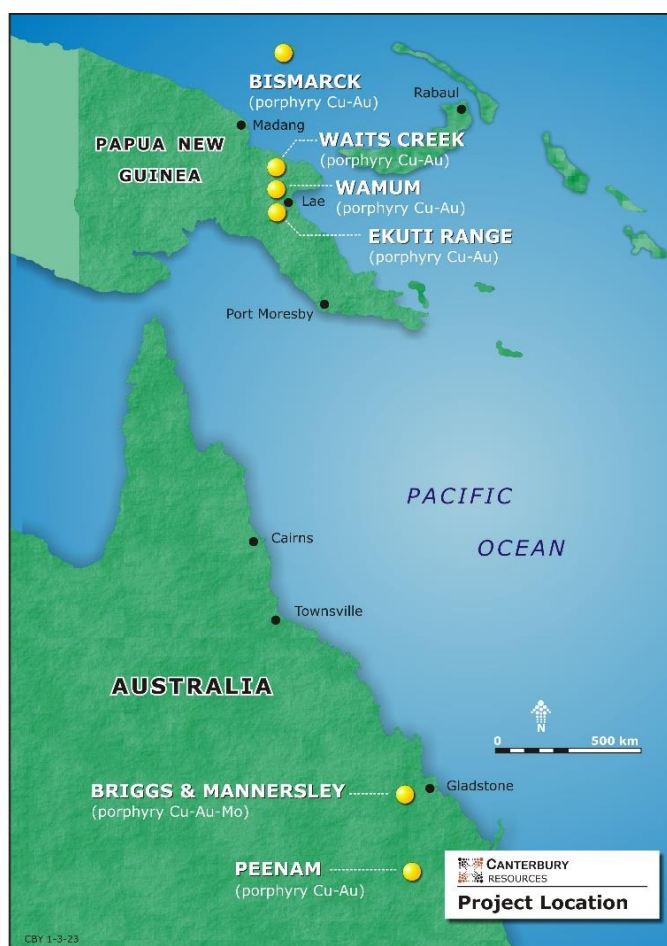 BISMARCK
(porphyry Cu-Au)
Rabaul
Madang
PAPUA NEW
GUINEA
WAITS CREEK
(porphyry Cu-Au)
WAMUM
(porphyry Cu-Au)
Lae
EKUTI RANGE
(porphyry Cu-Au)
Port Moresby
PACIFIC
OCEAN
Cairns
Townsville
AUSTRALIA
N
0 500 km
BRIGGS & MANNERSLEY
(porphyry Cu-Au-Mo)
Gladstone
PEENAM
(porphyry Cu-Au)
CANTERBURY
RESOURCES
Project Location
CBY 1-3-23